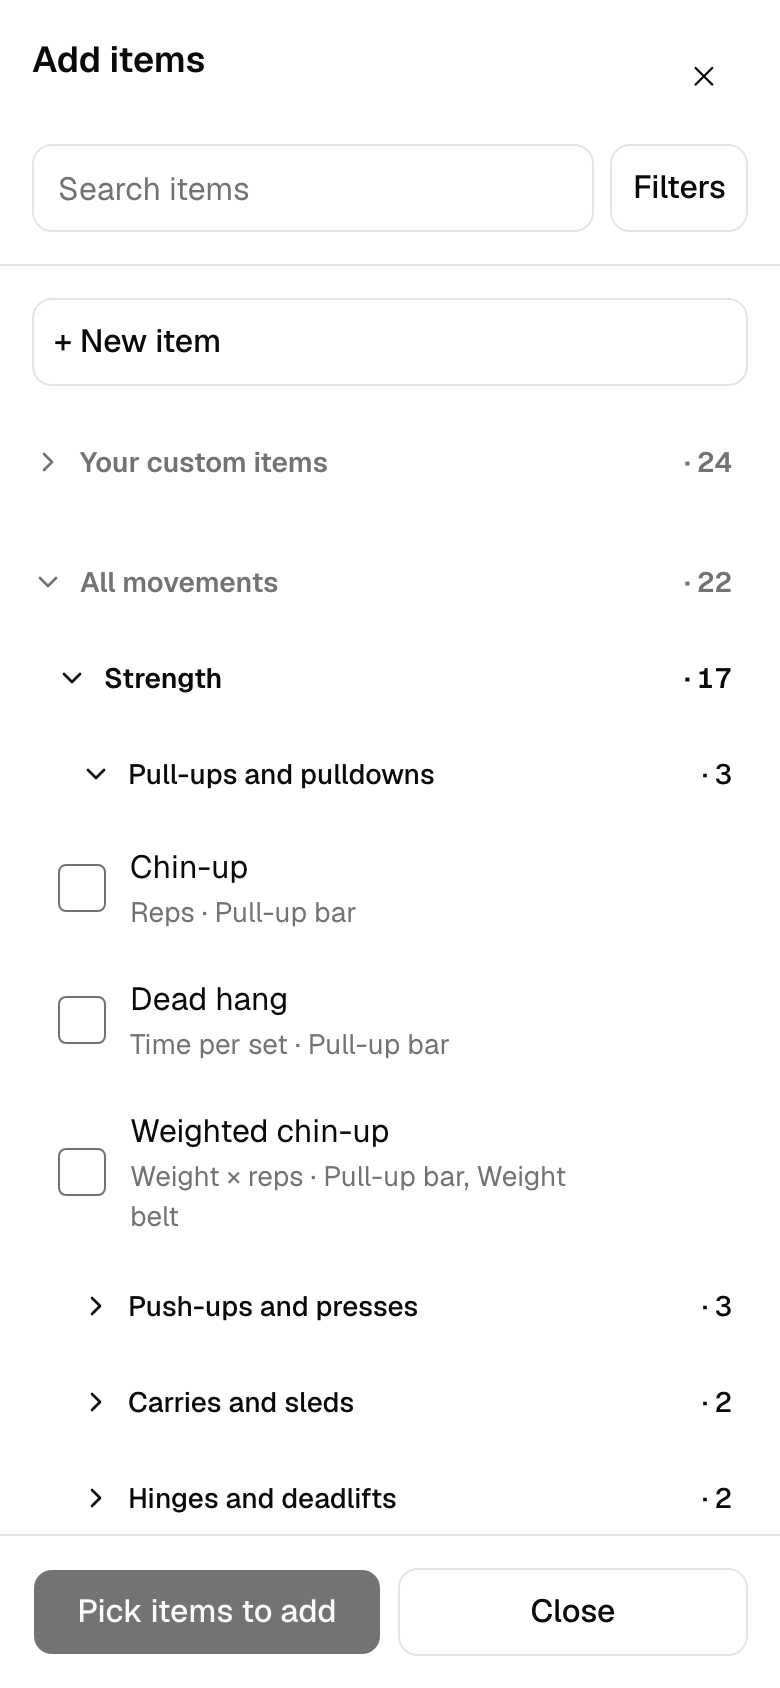 Add items
Search items
Filters
+ New item
Your custom items · 24
All movements · 22
Strength · 17
Pull-ups and pulldowns · 3
Chin-up
Reps · Pull-up bar
Dead hang
Time per set · Pull-up bar
Weighted chin-up
Weight × reps · Pull-up bar, Weight
belt
Push-ups and presses · 3
Carries and sleds · 2
Hinges and deadlifts · 2
Pick items to add
Close